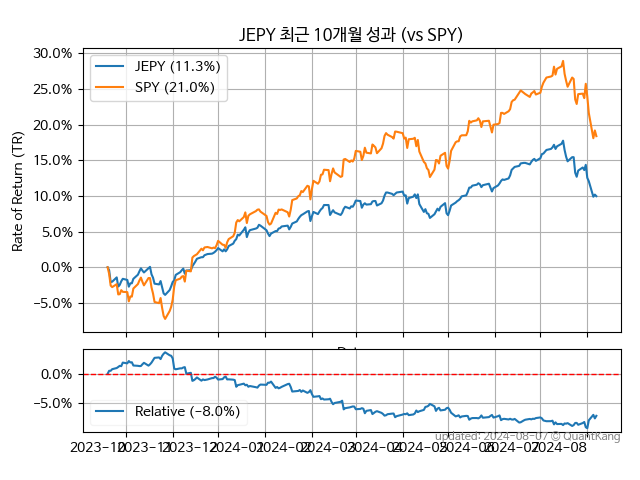 JEPY 최근 10개월 성과 (vs SPY)
30.0%
25.0%
20.0%
15.0%
10.0%
5.0%
0.0%
−5.0%
Rate of Return (TR)
JEPY (11.3%)
SPY (21.0%)
0.0%
−5.0%
Relative (−8.0%)
updated: 2024-08-07 © QuantKang
2023−10 2023−11 2023−12 2024−01 2024−02 2024−03 2024−04 2024−05 2024−06 2024−07 2024−08